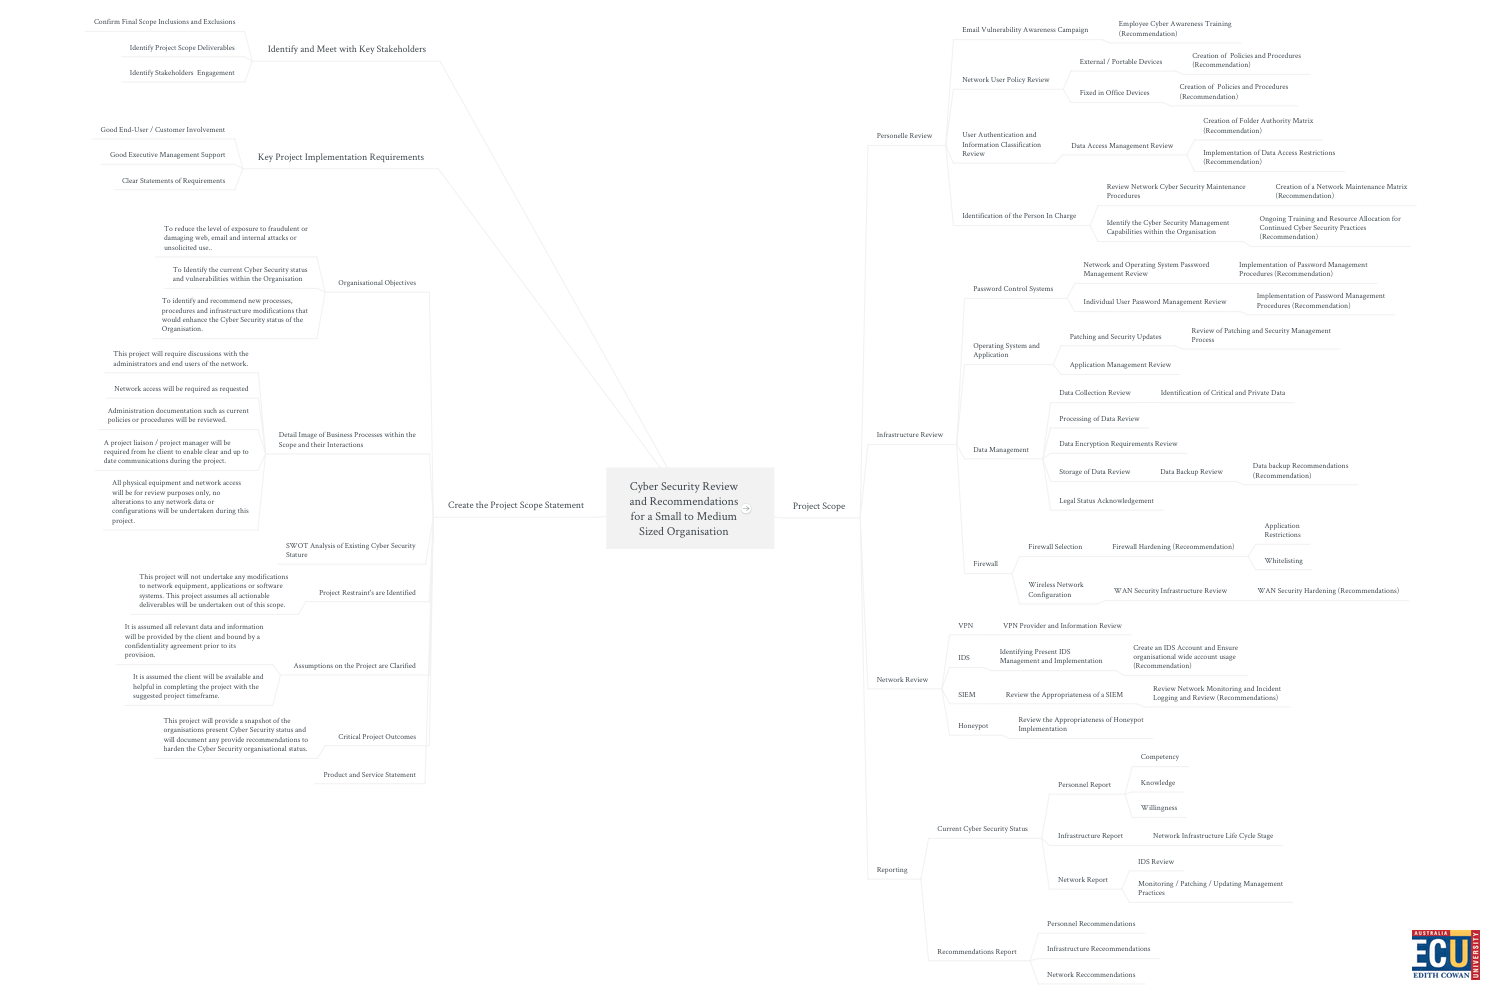 Confirm Final Scope Inclusions and Exclusions
Identify Project Scope Deliverables
Identify Stakeholders  Engagement
Identify and Meet with Key Stakeholders
Good End-User / Customer Involvement
Good Executive Management Support
Clear Statements of Requirements
Key Project Implementation Requirements
To reduce the level of exposure to fraudulent or
damaging web, email and internal attacks or
unsolicited use..
To Identify the current Cyber Security status
and vulnerabilities within the Organisation
To identify and recommend new processes,
procedures and infrastructure modifications that
would enhance the Cyber Security status of the
Organisation.
Organisational Objectives
This project will require discussions with the
administrators and end users of the network.
Network access will be required as requested
Administration documentation such as current
policies or procedures will be reviewed.
A project liaison / project manager will be
required from he client to enable clear and up to
date communications during the project.
All physical equipment and network access
will be for review purposes only, no
alterations to any network data or
configurations will be undertaken during this
project.
Detail Image of Business Processes within the
Scope and their Interactions
SWOT Analysis of Existing Cyber Security
Stature
This project will not undertake any modifications
to network equipment, applications or software
systems. This project assumes all actionable
deliverables will be undertaken out of this scope.
Project Restraint's are Identified
It is assumed all relevant data and information
will be provided by the client and bound by a
confidentiality agreement prior to its
provision.
It is assumed the client will be available and
helpful in completing the project with the
suggested project timeframe.
Assumptions on the Project are Clarified
This project will provide a snapshot of the
organisations present Cyber Security status and
will document any provide recommendations to
harden the Cyber Security organisational status.
Critical Project Outcomes
Product and Service Statement
Create the Project Scope Statement
Cyber Security Review
and Recommendations
for a Small to Medium
Sized Organisation
Project Scope
Personelle Review
Email Vulnerability Awareness Campaign
Employee Cyber Awareness Training
(Recommendation)
Network User Policy Review
External / Portable Devices
Creation of  Policies and Procedures
(Recommendation)
Fixed in Office Devices
Creation of  Policies and Procedures
(Recommendation)
User Authentication and
Information Classification
Review
Data Access Management Review
Creation of Folder Authority Matrix
(Recommendation)
Implementation of Data Access Restrictions
(Recommendation)
Identification of the Person In Charge
Review Network Cyber Security Maintenance
Procedures
Creation of a Network Maintenance Matrix
(Recommendation)
Identify the Cyber Security Management
Capabilities within the Organisation
Ongoing Training and Resource Allocation for
Continued Cyber Security Practices
(Recommendation)
Infrastructure Review
Password Control Systems
Network and Operating System Password
Management Review
Implementation of Password Management
Procedures (Recommendation)
Individual User Password Management Review
Implementation of Password Management
Procedures (Recommendation)
Operating System and
Application
Patching and Security Updates
Review of Patching and Security Management
Process
Application Management Review
Data Management
Data Collection Review
Identification of Critical and Private Data
Processing of Data Review
Data Encryption Requirements Review
Storage of Data Review
Data Backup Review
Data backup Recommendations
(Recommendation)
Legal Status Acknowledgement
Firewall
Firewall Selection
Firewall Hardening (Receommendation)
Application
Restrictions
Whitelisting
Wireless Network
Configuration
WAN Security Infrastructure Review
WAN Security Hardening (Recommendations)
Network Review
VPN
VPN Provider and Information Review
IDS
Identifying Present IDS
Management and Implementation
Create an IDS Account and Ensure
organisational wide account usage
(Recommendation)
SIEM
Review the Appropriateness of a SIEM
Review Network Monitoring and Incident
Logging and Review (Recommendations)
Honeypot
Review the Appropriateness of Honeypot
Implementation
Reporting
Current Cyber Security Status
Personnel Report
Competency
Knowledge
Willingness
Infrastructure Report
Network Infrastructure Life Cycle Stage
Network Report
IDS Review
Monitoring / Patching / Updating Management
Practices
Recommendations Report
Personnel Recommendations
Infrastructure Receommendations
Network Reccommendations
AUSTRALIA
ECU
EDITH COWAN
UNIVERSITY